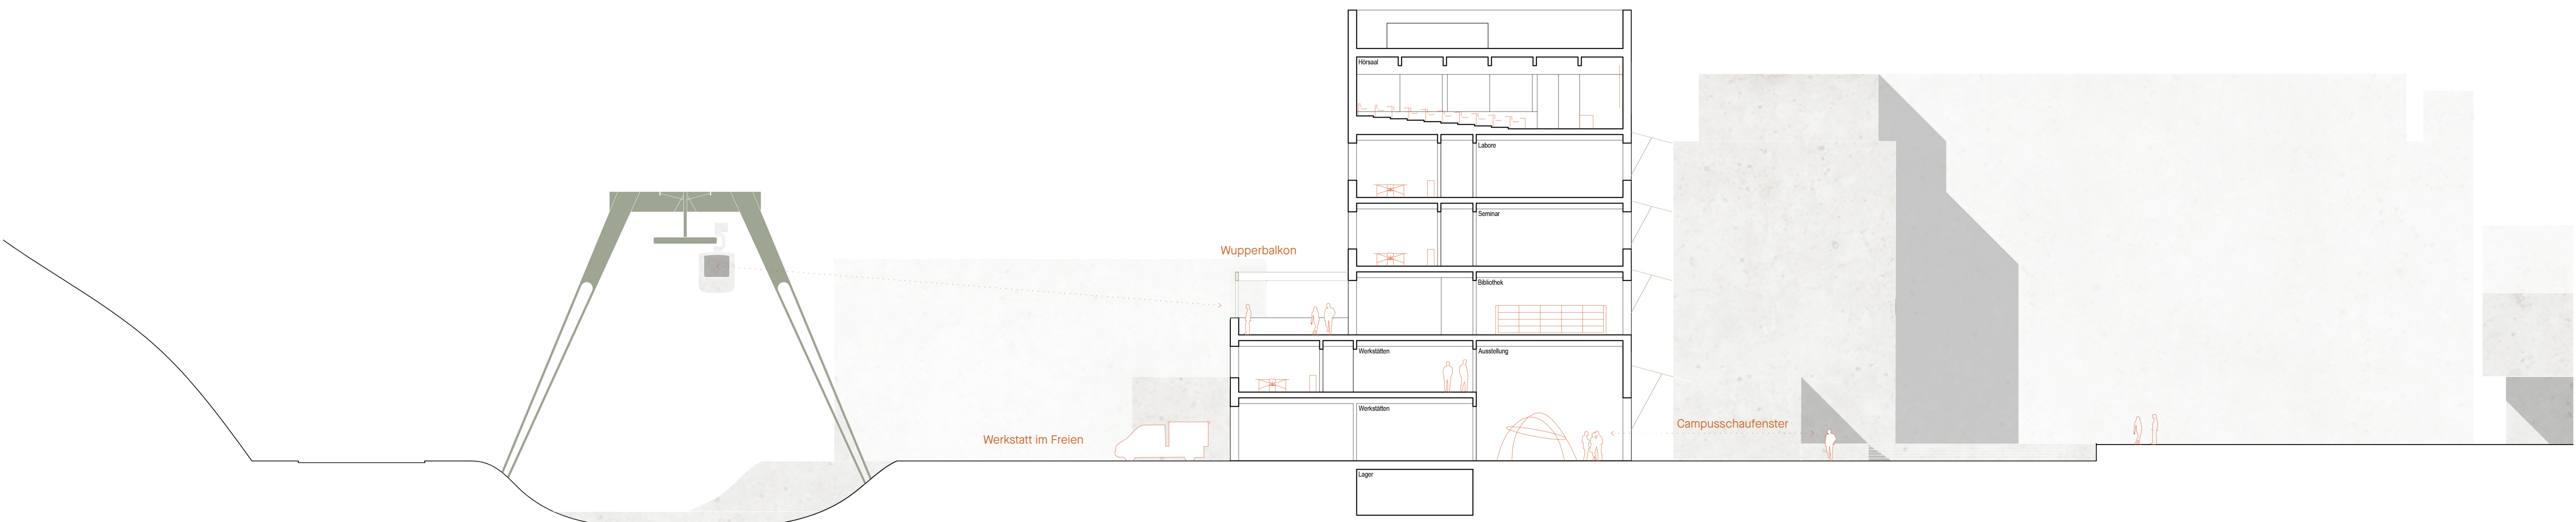 Hörsaal
Labore
Seminar
Wupperbalkon
Bibliothek
Werkstätten
Ausstellung
Werkstätten
Campusschaufenster
Werkstatt im Freien
Lager